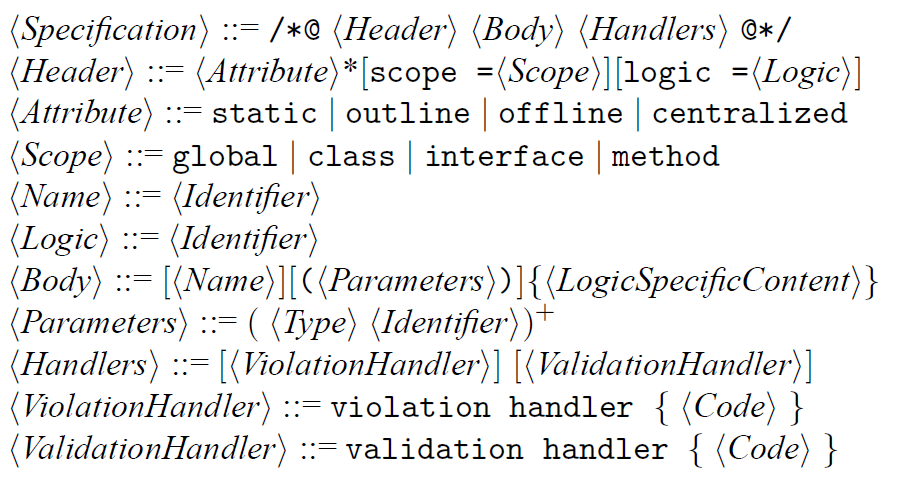 ⟨Specification⟩ ::= /*@ ⟨Header⟩ ⟨Body⟩ ⟨Handlers⟩ @*/
⟨Header⟩ ::= ⟨Attribute⟩*[scope =⟨Scope⟩][logic =⟨Logic⟩]
⟨Attribute⟩ ::= static | outline | offline | centralized
⟨Scope⟩ ::= global | class | interface | method
⟨Name⟩ ::= ⟨Identifier⟩
⟨Logic⟩ ::= ⟨Identifier⟩
⟨Body⟩ ::= [⟨Name⟩][(⟨Parameters⟩)]{⟨LogicSpecificContent⟩}
⟨Parameters⟩ ::= ( ⟨Type⟩ ⟨Identifier⟩)⁺
⟨Handlers⟩ ::= [⟨ViolationHandler⟩] [⟨ValidationHandler⟩]
⟨ViolationHandler⟩ ::= violation handler { ⟨Code⟩ }
⟨ValidationHandler⟩ ::= validation handler { ⟨Code⟩ }